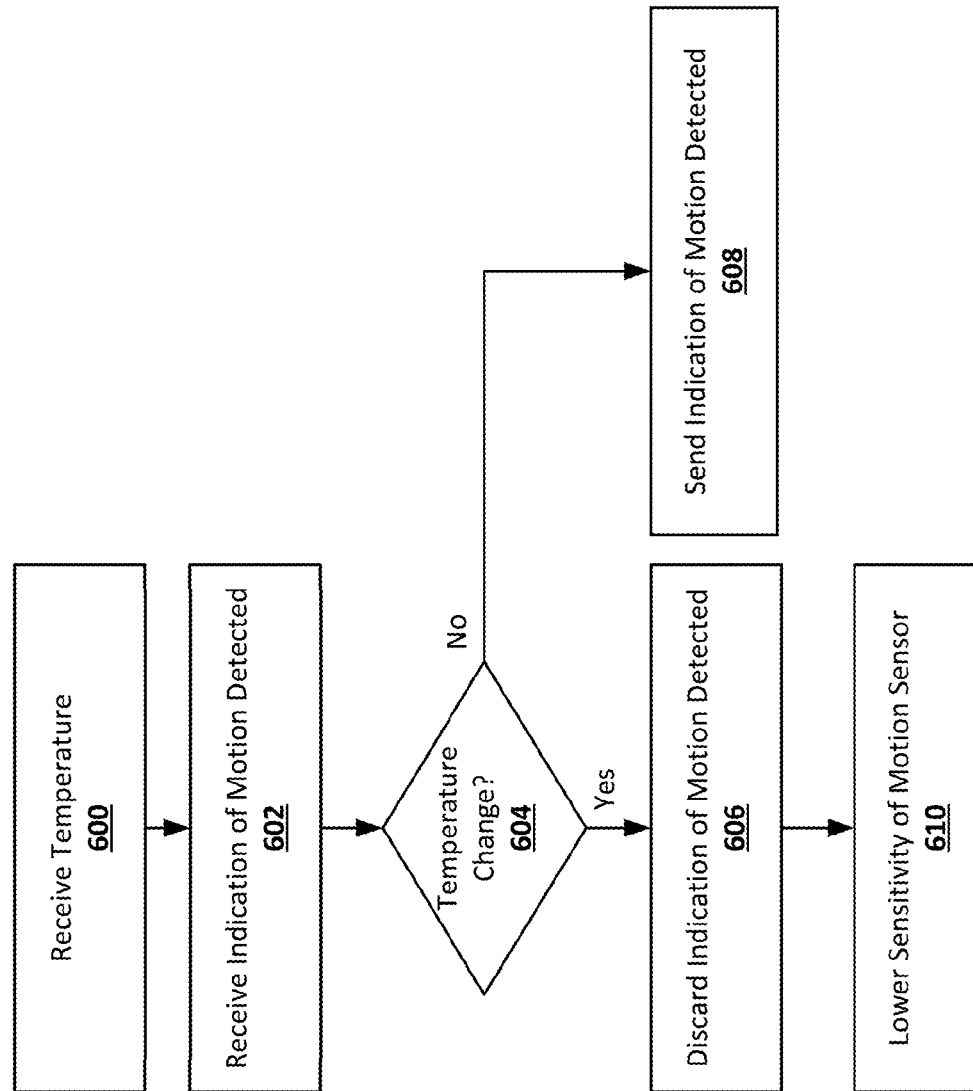 Receive Temperature
600
Receive Indication of Motion Detected
602
Temperature
Change?
604
No
Yes
Discard Indication of Motion Detected
606
Send Indication of Motion Detected
608
Lower Sensitivity of Motion Sensor
610